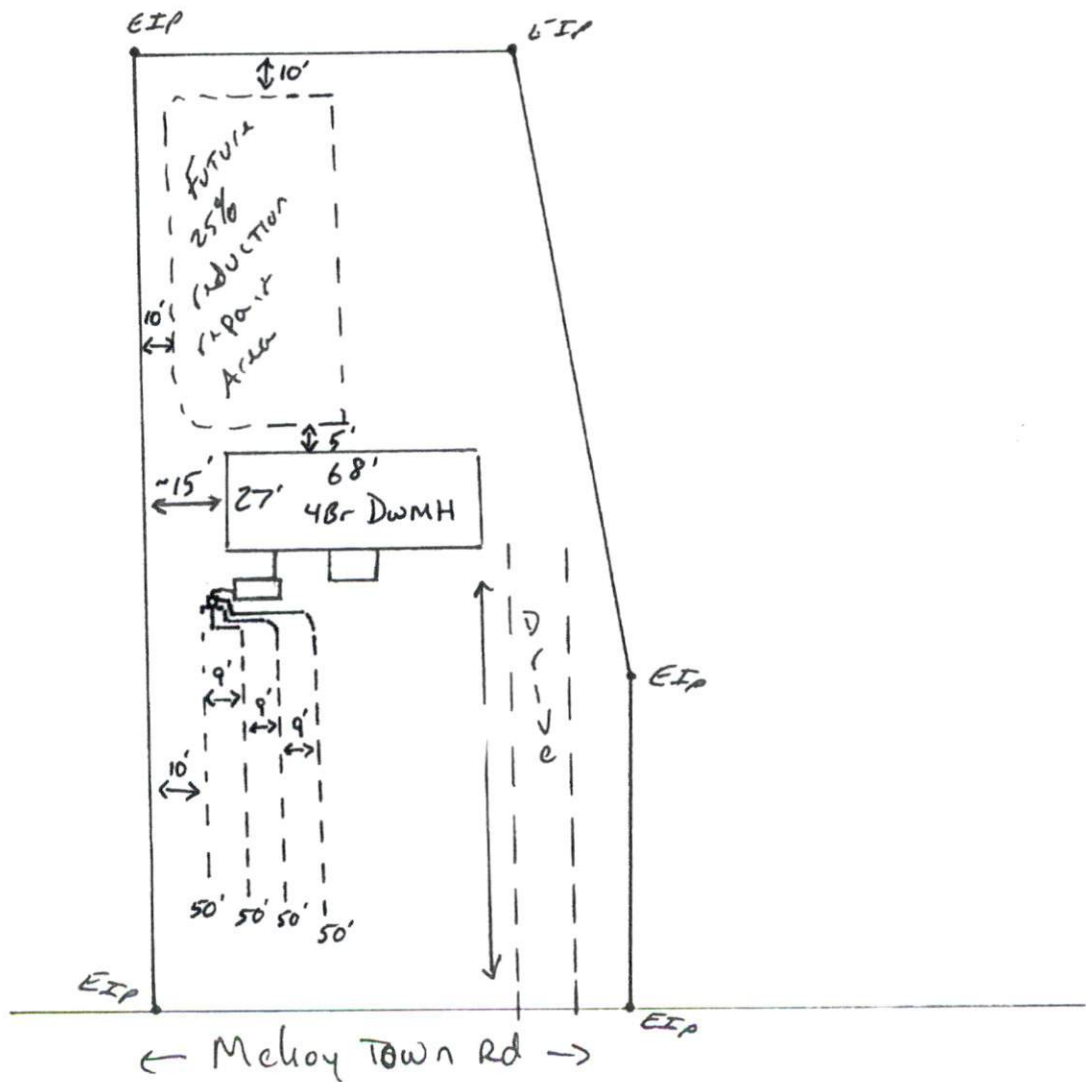 EIP
EIP
10'
Future
25%
reduction
repair
Area
10'
5'
~15'
27'
68'
4Br DWMH
Drive
9'
9'
9'
10'
EIP
50'
50'
50'
50'
EIP
EIP
← McKoy Town Rd →